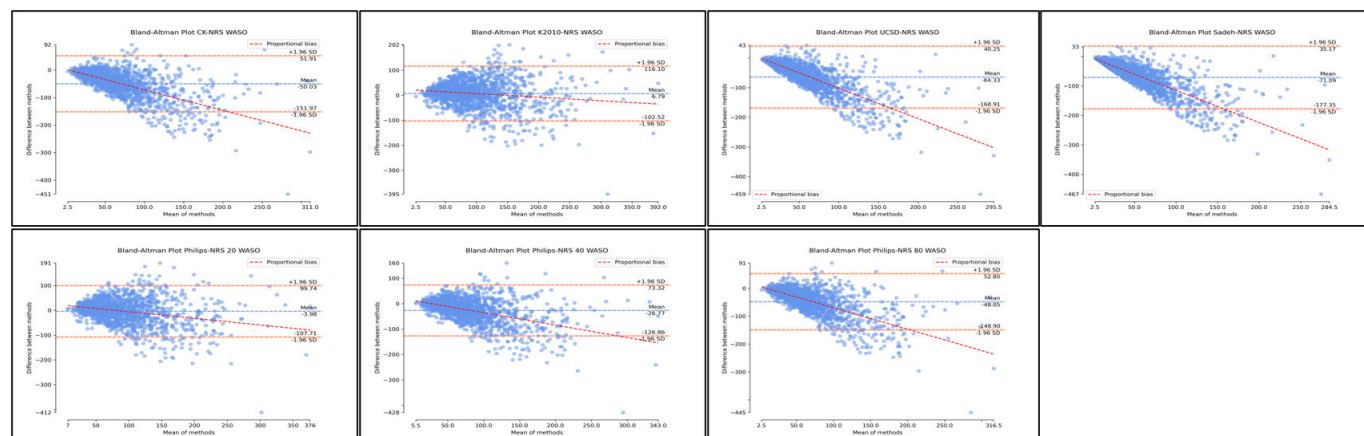 Bland-Altman Plot CK-NRS WASO
92
0
−100
−200
−300
−400
−451
Difference between methods
Proportional bias
+1.96 SD
51.91
Mean
-50.03
-151.97
-1.96 SD
2.5 50.0 100.0 150.0 200.0 250.0 311.0
Mean of methods
Bland-Altman Plot K2010-NRS WASO
202
100
0
−100
−200
−395
Difference between methods
Proportional bias
+1.96 SD
116.10
Mean
6.79
-102.52
-1.96 SD
2.5 50.0 100.0 150.0 200.0 250.0 300.0 350.0 392.0
Mean of methods
Bland-Altman Plot UCSD-NRS WASO
43
−100
−200
−300
−400
−459
Difference between methods
Proportional bias
+1.96 SD
40.25
Mean
-64.33
-168.91
-1.96 SD
2.5 50.0 100.0 150.0 200.0 250.0 295.5
Mean of methods
Bland-Altman Plot Sadeh-NRS WASO
33
−100
−200
−300
−400
−467
Difference between methods
Proportional bias
+1.96 SD
35.17
Mean
-71.09
-177.35
-1.96 SD
2.5 50.0 100.0 150.0 200.0 284.5
Mean of methods
Bland-Altman Plot Philips-NRS 20 WASO
191
100
0
−100
−200
−412
Difference between methods
Proportional bias
+1.96 SD
99.74
Mean
-3.98
-107.71
-1.96 SD
7 50 100 150 200 250 300 376
Mean of methods
Bland-Altman Plot Philips-NRS 40 WASO
160
100
0
−100
−200
−428
Difference between methods
Proportional bias
+1.96 SD
73.32
Mean
-26.77
-126.86
-1.96 SD
5.5 50.0 100.0 150.0 200.0 250.0 343.0
Mean of methods
Bland-Altman Plot Philips-NRS 80 WASO
91
0
−100
−200
−300
−445
Difference between methods
Proportional bias
+1.96 SD
52.80
Mean
-48.05
-148.90
-1.96 SD
2.5 50.0 100.0 150.0 200.0 250.0 316.5
Mean of methods